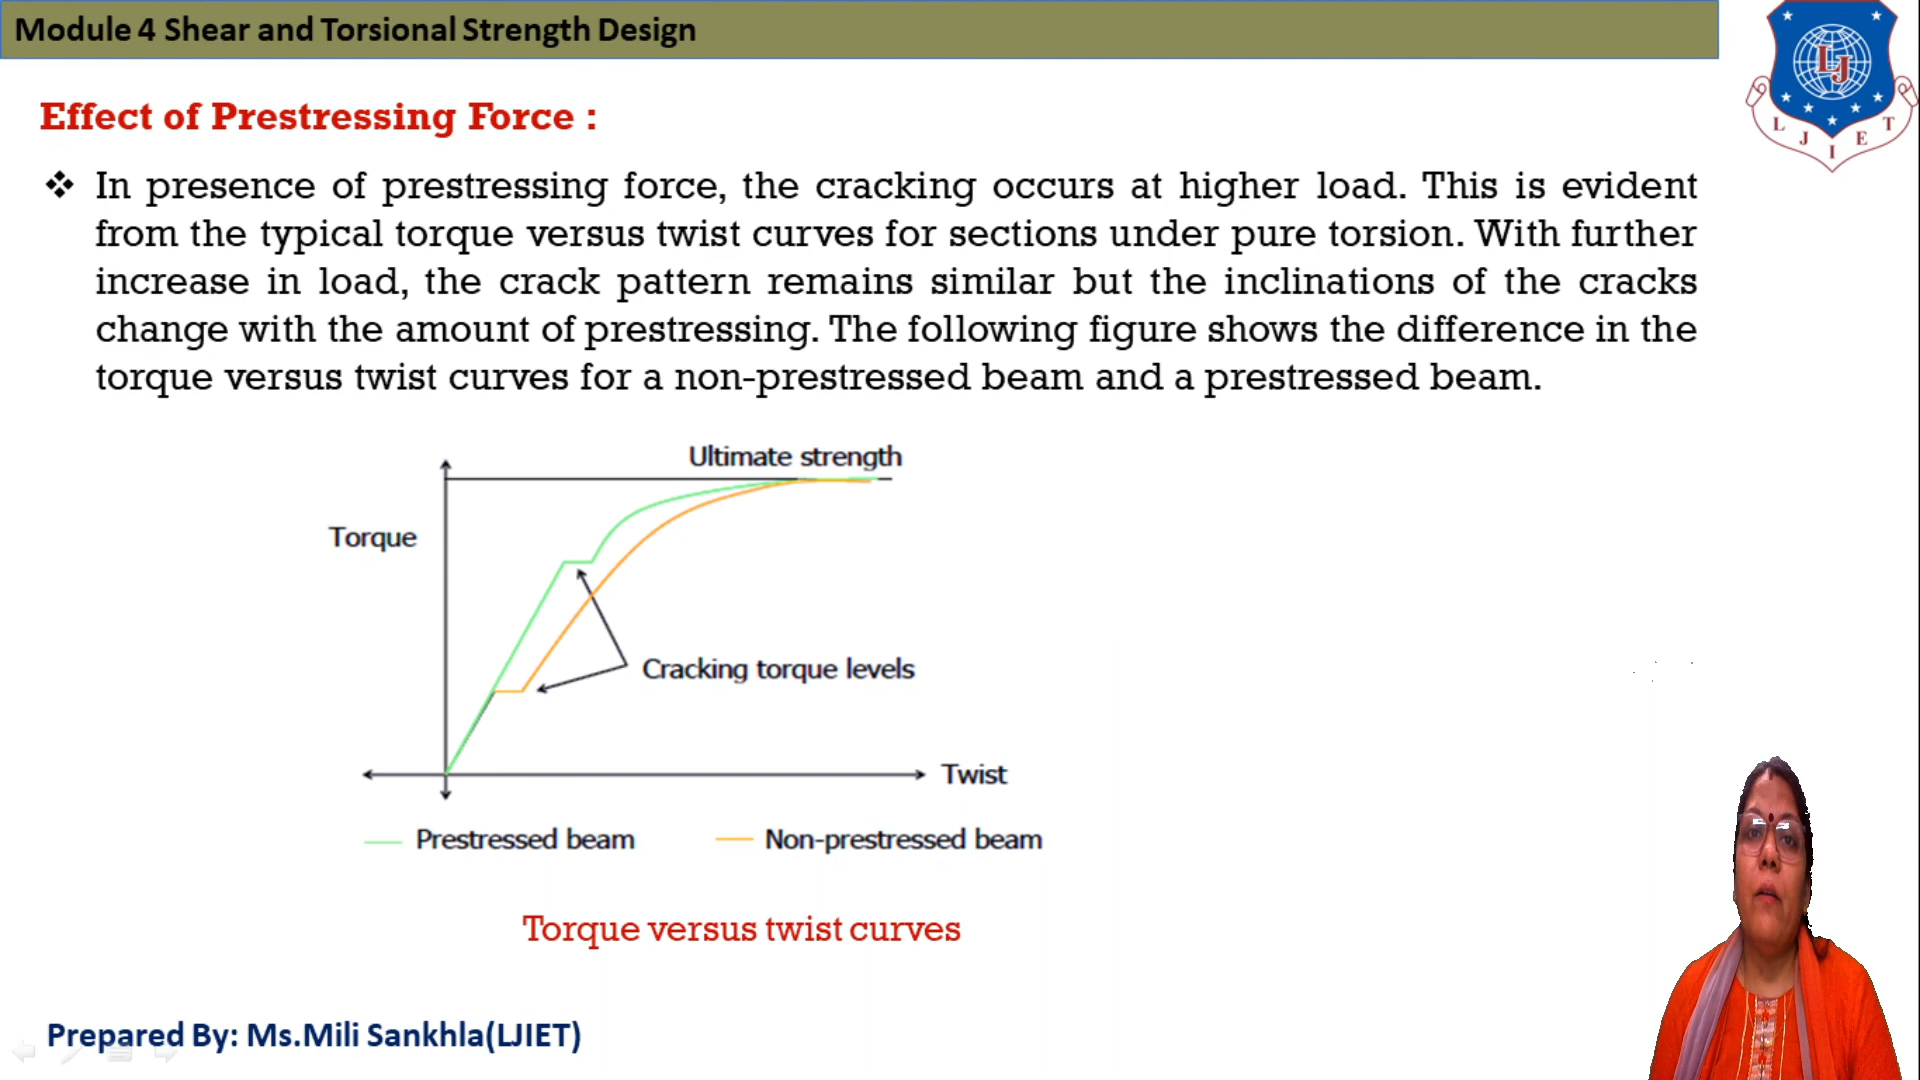 Module 4 Shear and Torsional Strength Design
LJ
L J I E T
Effect of Prestressing Force :
❖ In presence of prestressing force, the cracking occurs at higher load. This is evident
from the typical torque versus twist curves for sections under pure torsion. With further
increase in load, the crack pattern remains similar but the inclinations of the cracks
change with the amount of prestressing. The following figure shows the difference in the
torque versus twist curves for a non-prestressed beam and a prestressed beam.
Ultimate strength
Torque
Cracking torque levels
Twist
Prestressed beam Non-prestressed beam
Torque versus twist curves
Prepared By: Ms.Mili Sankhla(LJIET)